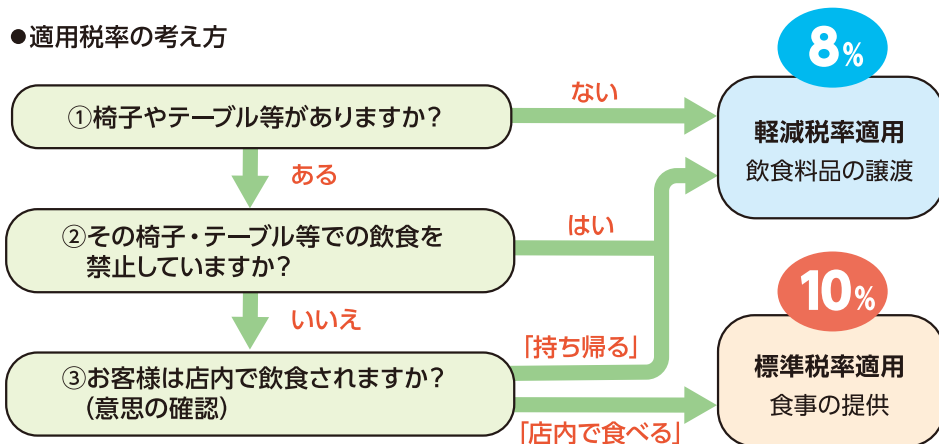 ●適用税率の考え方
①椅子やテーブル等がありますか？
ない
8%
軽減税率適用
飲食料品の譲渡
ある
②その椅子・テーブル等での飲食を
禁止していますか？
はい
いいえ
10%
標準税率適用
食事の提供
③お客様は店内で飲食されますか？
（意思の確認）
「持ち帰る」
「店内で食べる」